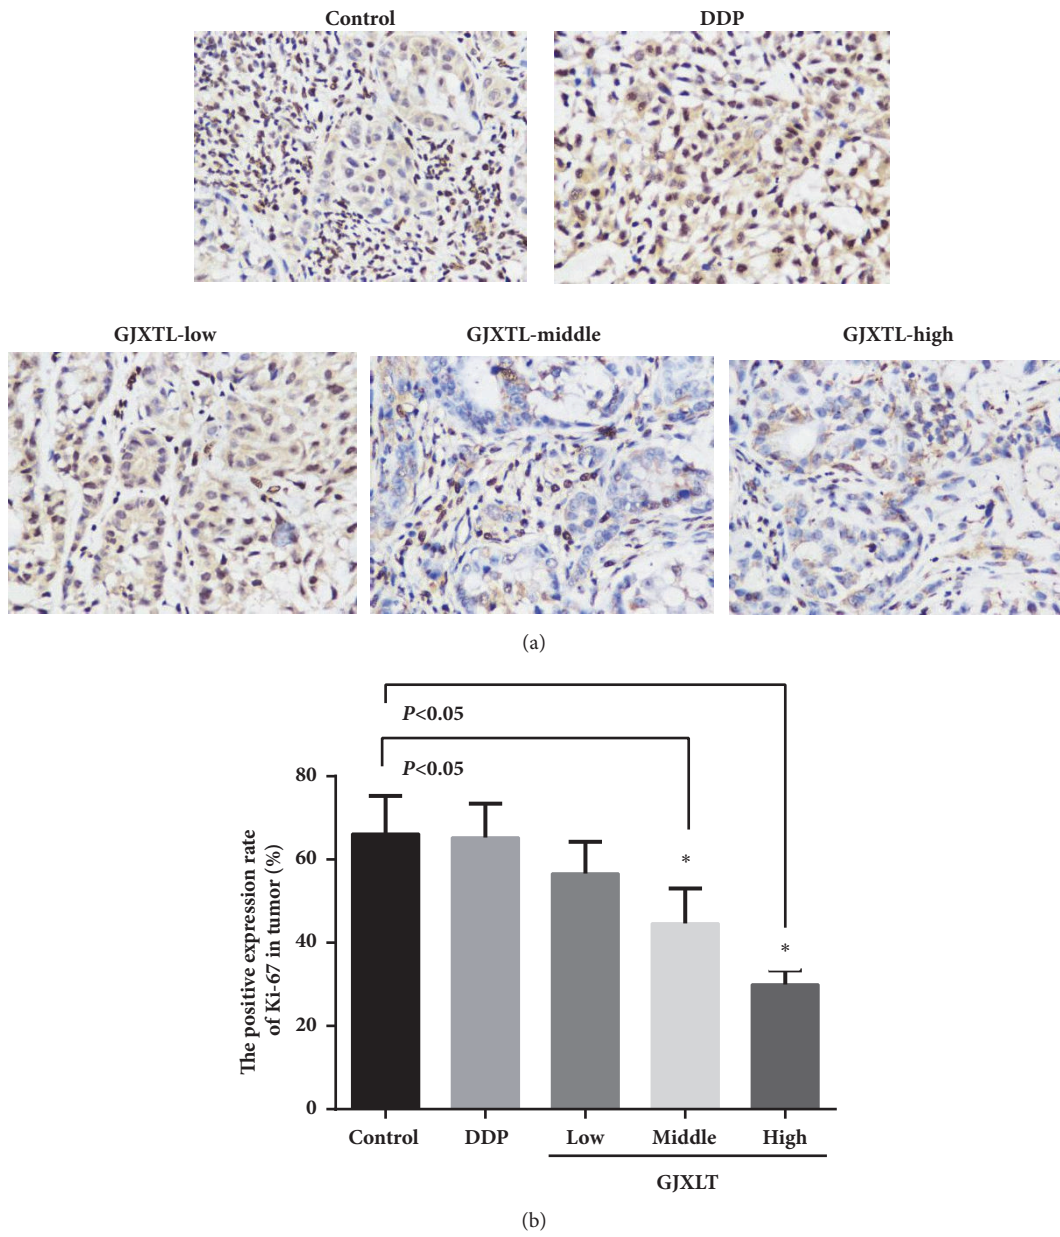 Control
DDP
GJXTL-low
GJXTL-middle
GJXTL-high
(a)
P<0.05
P<0.05
80
60
40
20
0
The positive expression rate
of Ki-67 in tumor (%)
*
*
Control
DDP
Low
Middle
High
GJXLT
(b)